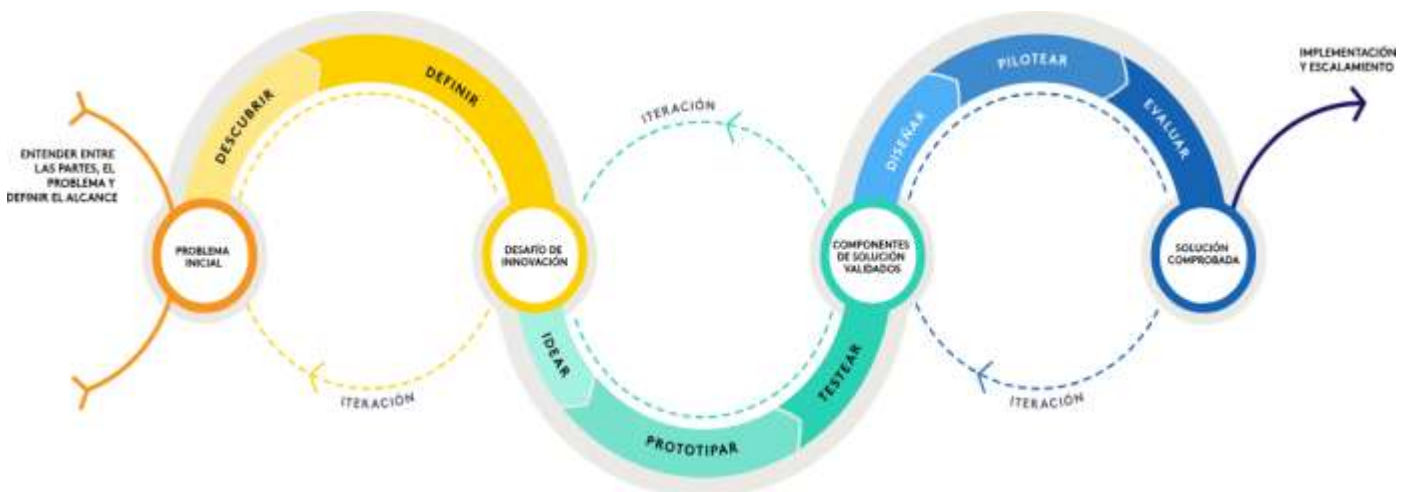 ENTENDER ENTRE
LAS PARTES, EL
PROBLEMA Y
DEFINIR EL ALCANCE
PROBLEMA
INICIAL
DESCUBRIR
DEFINIR
ITERACIÓN
DESAFÍO DE
INNOVACIÓN
IDEAR
PROTOTIPAR
TESTEAR
ITERACIÓN
COMPONENTES
DE SOLUCIÓN
VALIDADOS
DISEÑAR
PILOTEAR
EVALUAR
ITERACIÓN
SOLUCIÓN
COMPROBADA
IMPLEMENTACIÓN
Y ESCALAMIENTO